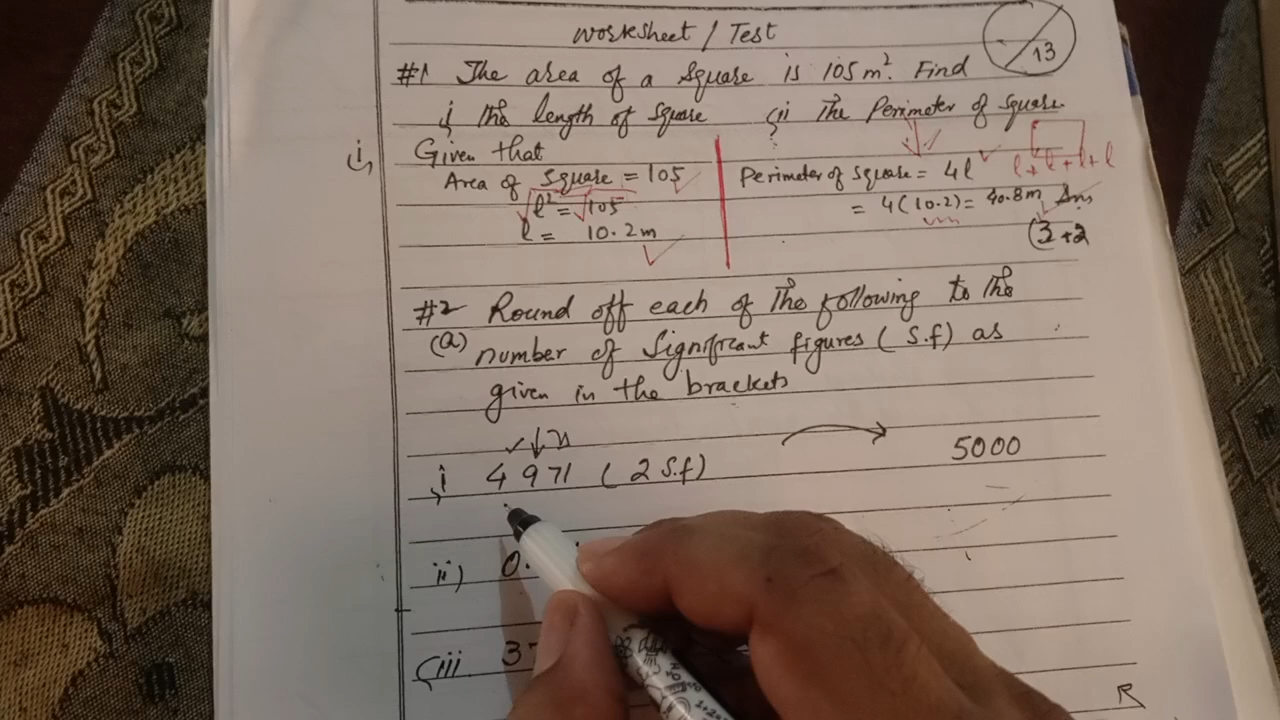 Worksheet / Test
13
#1 The area of a square is 105 m². Find
i) the length of square (ii The Perimeter of square.
i) Given that
Area of square = 105
l² = √105
l = 10.2m
Perimeter of square = 4l
l + l + l + l
= 4(10.2) = 40.8m Ans
(3+2
#2 Round off each of the following to the
(a) number of significant figures ( S.f) as
given in the brackets
i) 4971 ( 2 S.f) → 5000
ii) 0.
(iii 3
R